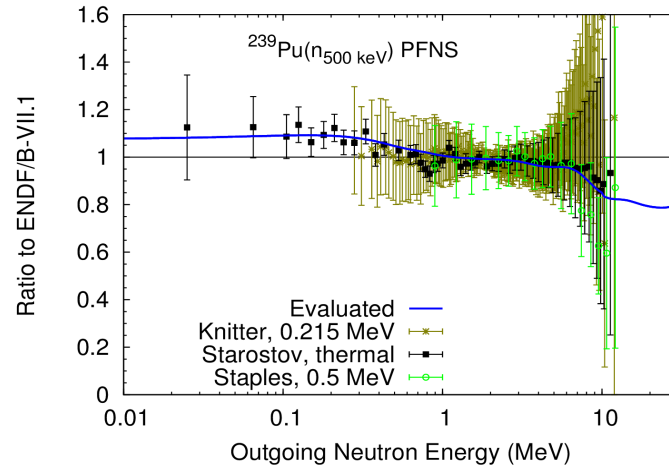 1.6
1.4
1.2
1
0.8
0.6
0.4
0.2
0
Ratio to ENDF/B-VII.1
239Pu(n500 keV) PFNS
Evaluated
Knitter, 0.215 MeV
Starostov, thermal
Staples, 0.5 MeV
0.01 0.1 1 10
Outgoing Neutron Energy (MeV)